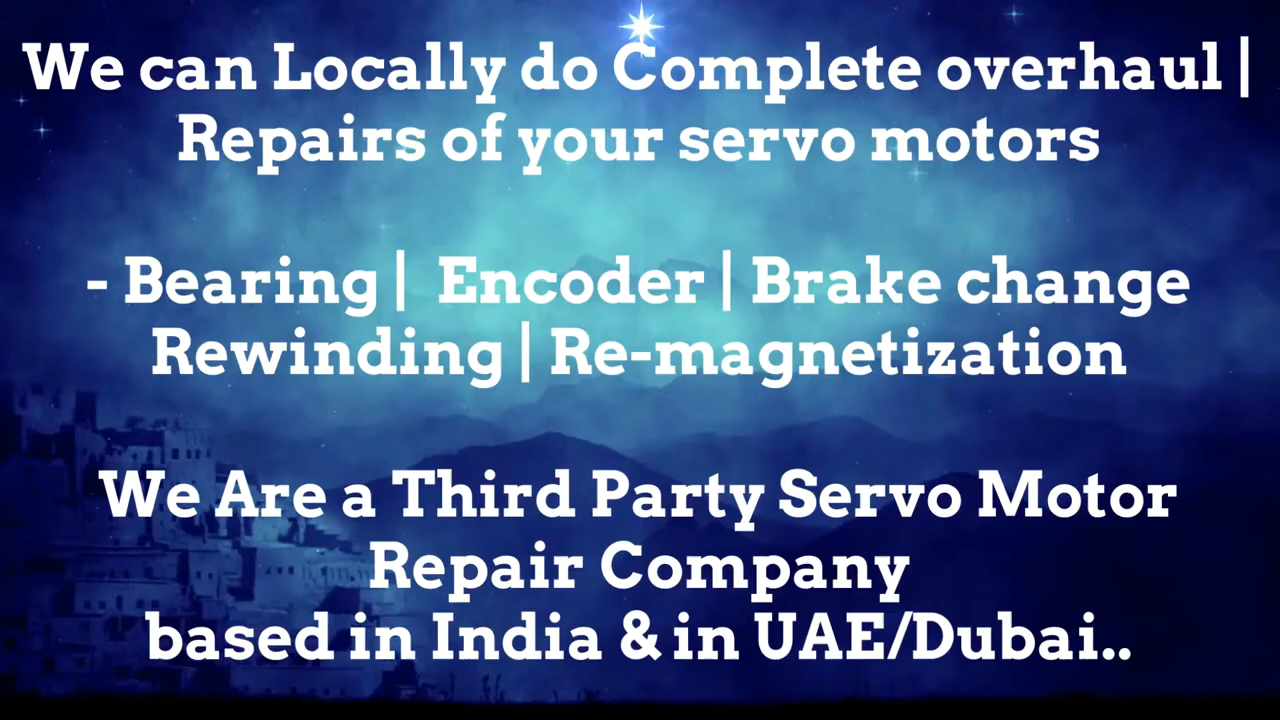 We can Locally do Complete overhaul |
Repairs of your servo motors
- Bearing | Encoder | Brake change
Rewinding | Re-magnetization
We Are a Third Party Servo Motor
Repair Company
based in India & in UAE/Dubai..